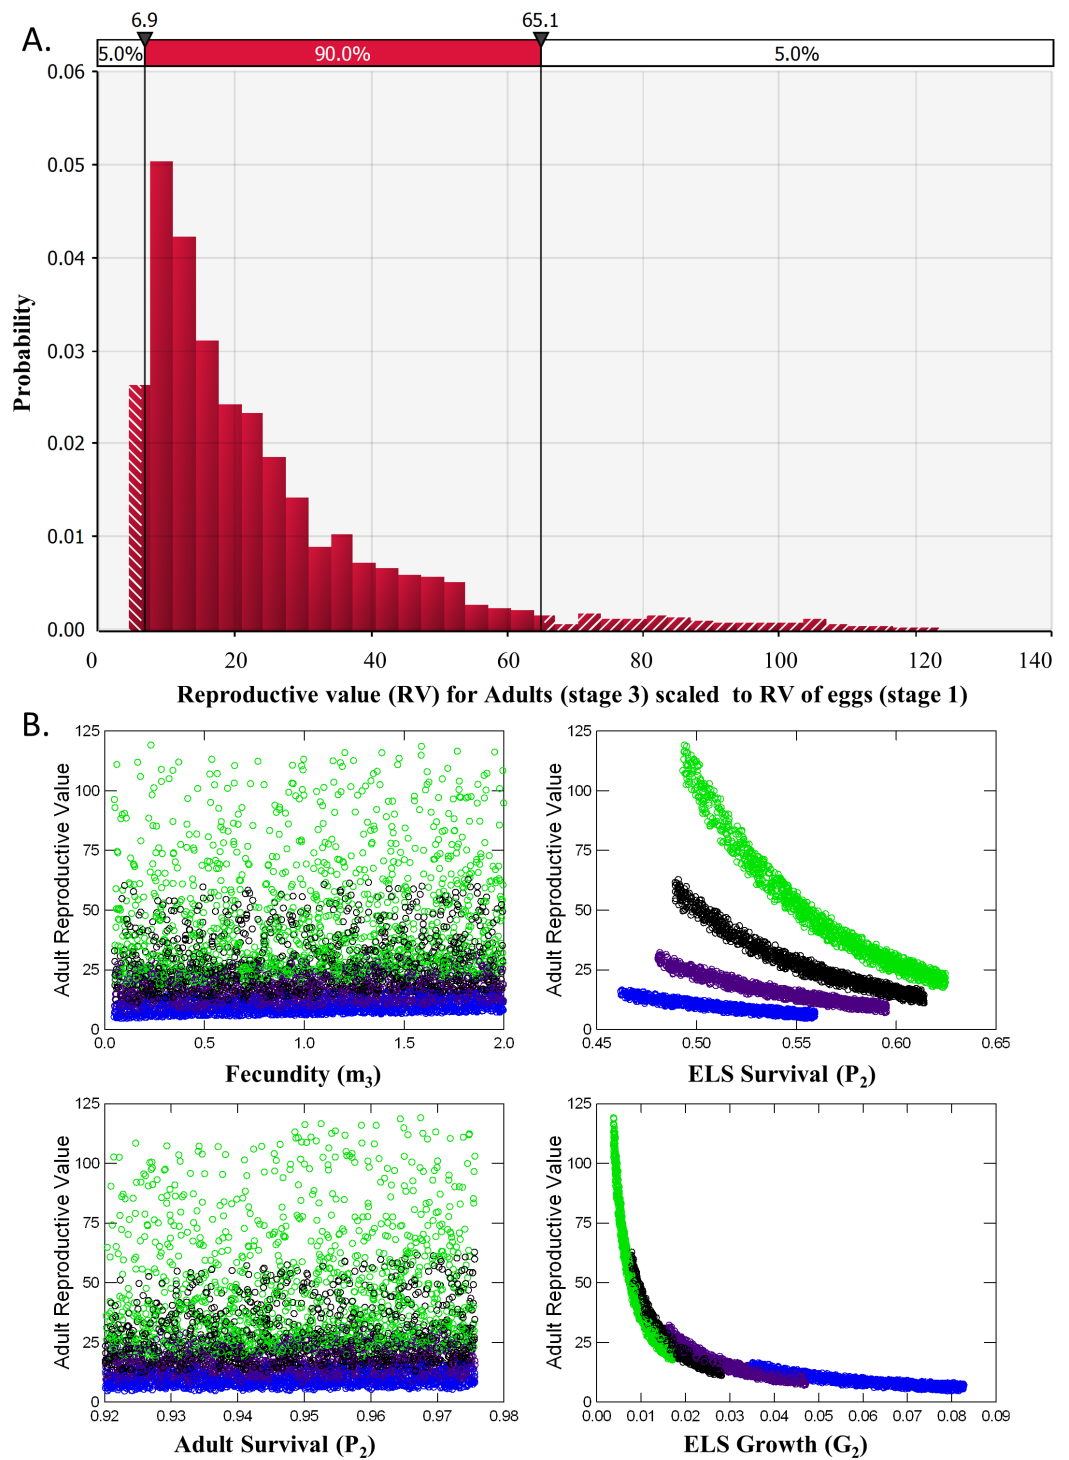 A.
6.9 65.1
5.0% 90.0% 5.0%
0.06
0.05
0.04
0.03
0.02
0.01
0.00
Probability
0 20 40 60 80 100 120 140
Reproductive value (RV) for Adults (stage 3) scaled to RV of eggs (stage 1)
B.
125
100
75
50
25
0
Adult Reproductive Value
0.0 0.5 1.0 1.5 2.0
Fecundity (m3)
125
100
75
50
25
0
Adult Reproductive Value
0.45 0.50 0.55 0.60 0.65
ELS Survival (P2)
125
100
75
50
25
0
Adult Reproductive Value
0.92 0.93 0.94 0.95 0.96 0.97 0.98
Adult Survival (P2)
125
100
75
50
25
0
Adult Reproductive Value
0.00 0.01 0.02 0.03 0.04 0.05 0.06 0.07 0.08 0.09
ELS Growth (G2)